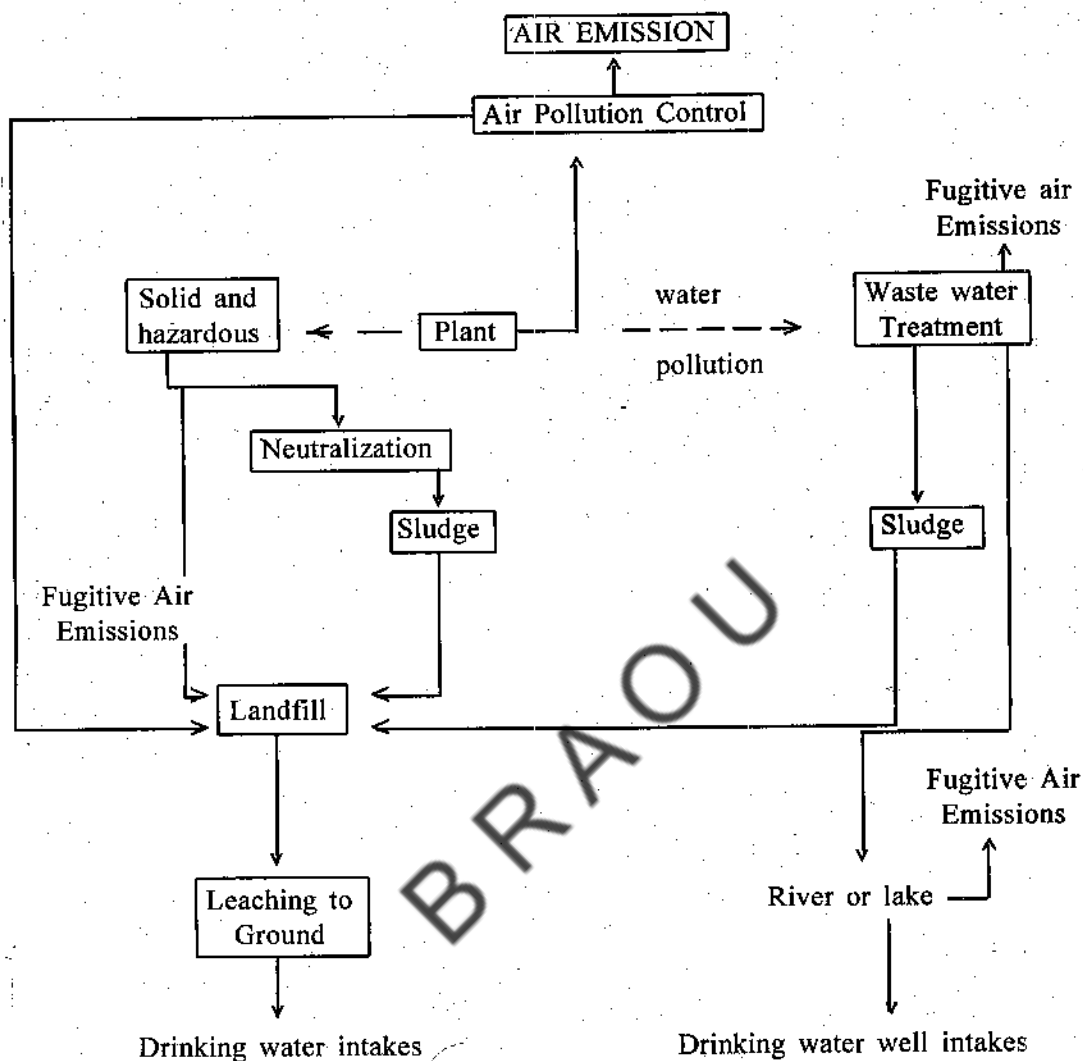 AIR EMISSION
Air Pollution Control
Fugitive air
Emissions
Solid and
hazardous
Plant
water
pollution
Waste water
Treatment
Neutralization
Sludge
Sludge
Fugitive Air
Emissions
Landfill
BRAOU
Fugitive Air
Emissions
Leaching to
Ground
River or lake
Drinking water intakes
Drinking water well intakes